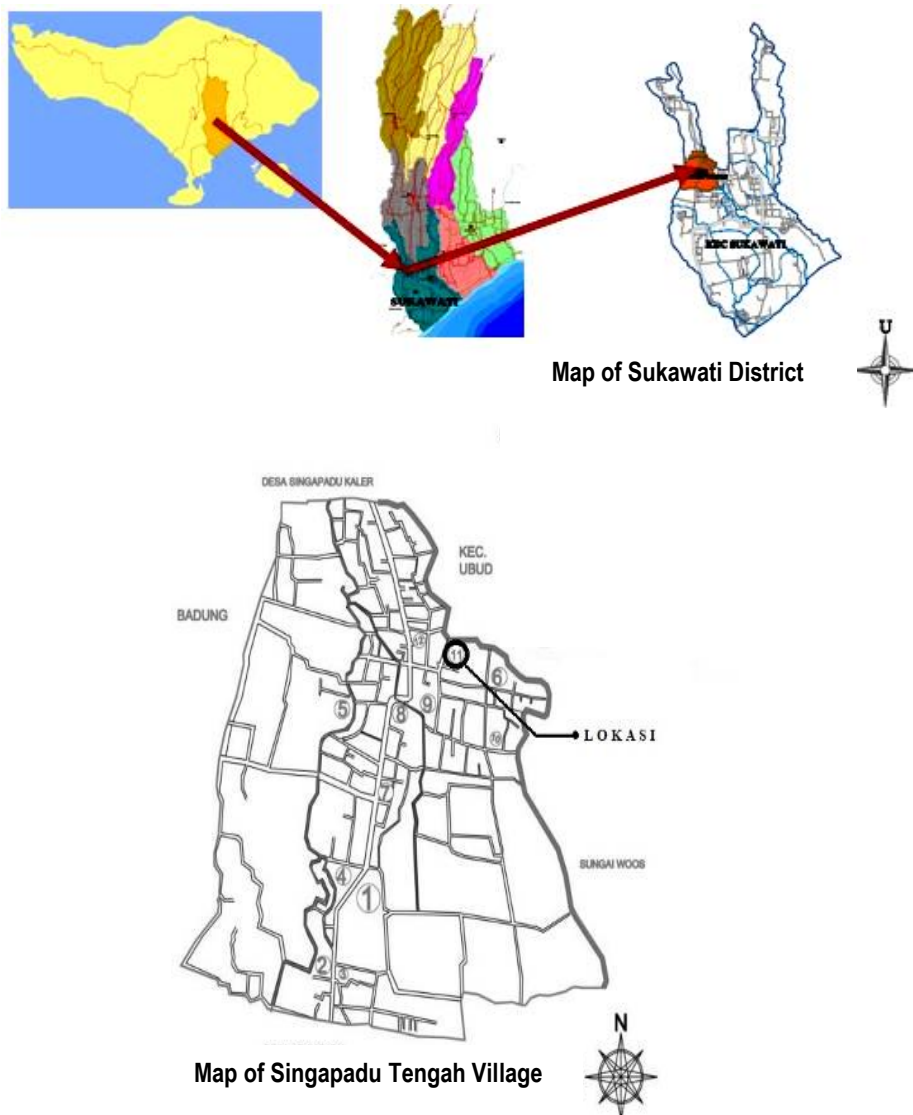 SUKAWATI
KEC SUKAWATI
U
Map of Sukawati District
DESA SINGAPADU KALER
KEC.
UBUD
BADUNG
12
11
6
5
8
9
10
LOKASI
7
SUNGAI WOOS
4
1
2
3
N
Map of Singapadu Tengah Village